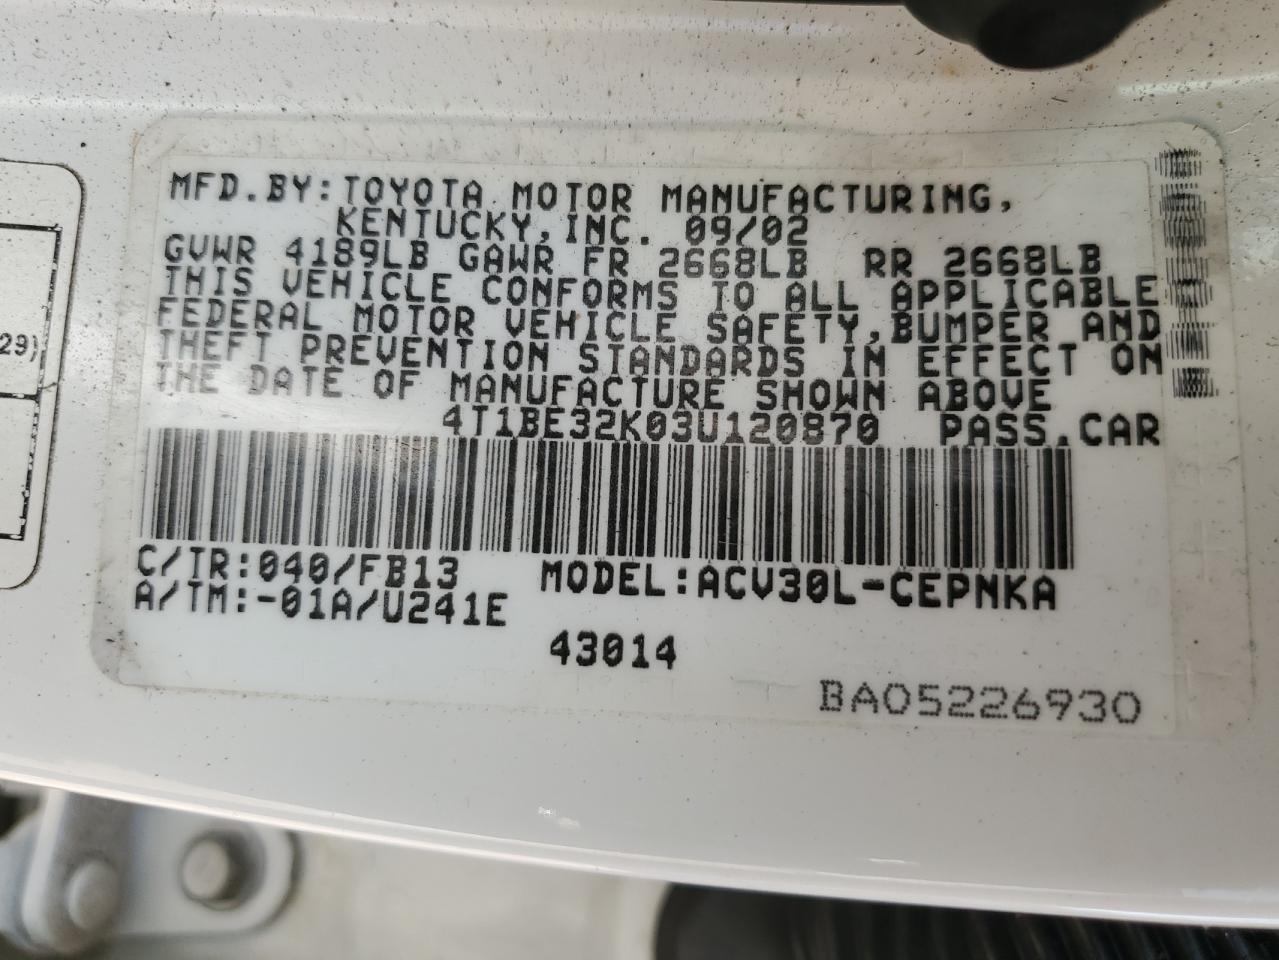 29)
MFD.BY:TOYOTA MOTOR MANUFACTURING,
KENTUCKY,INC. 09/02
GVWR 4189LB GAWR FR 2668LB RR 2668LB
THIS VEHICLE CONFORMS TO ALL APPLICABLE
FEDERAL MOTOR VEHICLE SAFETY,BUMPER AND
THEFT PREVENTION STANDARDS IN EFFECT ON
THE DATE OF MANUFACTURE SHOWN ABOVE
4T1BE32K03U120870 PASS.CAR
C/TR:040/FB13 MODEL:ACV30L-CEPNKA
A/TM:-01A/U241E
43014
BA05226930